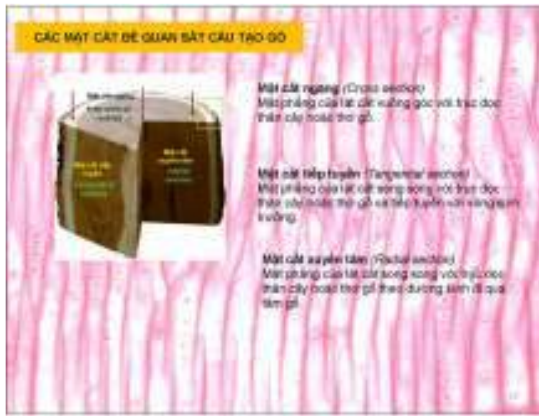 CÁC MẶT CẮT ĐỂ QUAN SÁT CẤU TẠO GỖ
Mặt cắt ngang (Cross section)
Mặt phẳng của lát cắt vuông góc với trục dọc
thân cây hoặc thớ gỗ.
Mặt cắt tiếp tuyến (Tangential section)
Mặt phẳng của lát cắt song song với trục dọc
thân cây hoặc thớ gỗ và tiếp tuyến với vòng sinh
trưởng.
Mặt cắt xuyên tâm (Radial section)
Mặt phẳng của lát cắt song song với trục dọc
thân cây hoặc thớ gỗ theo đường kính đi qua
tâm gỗ